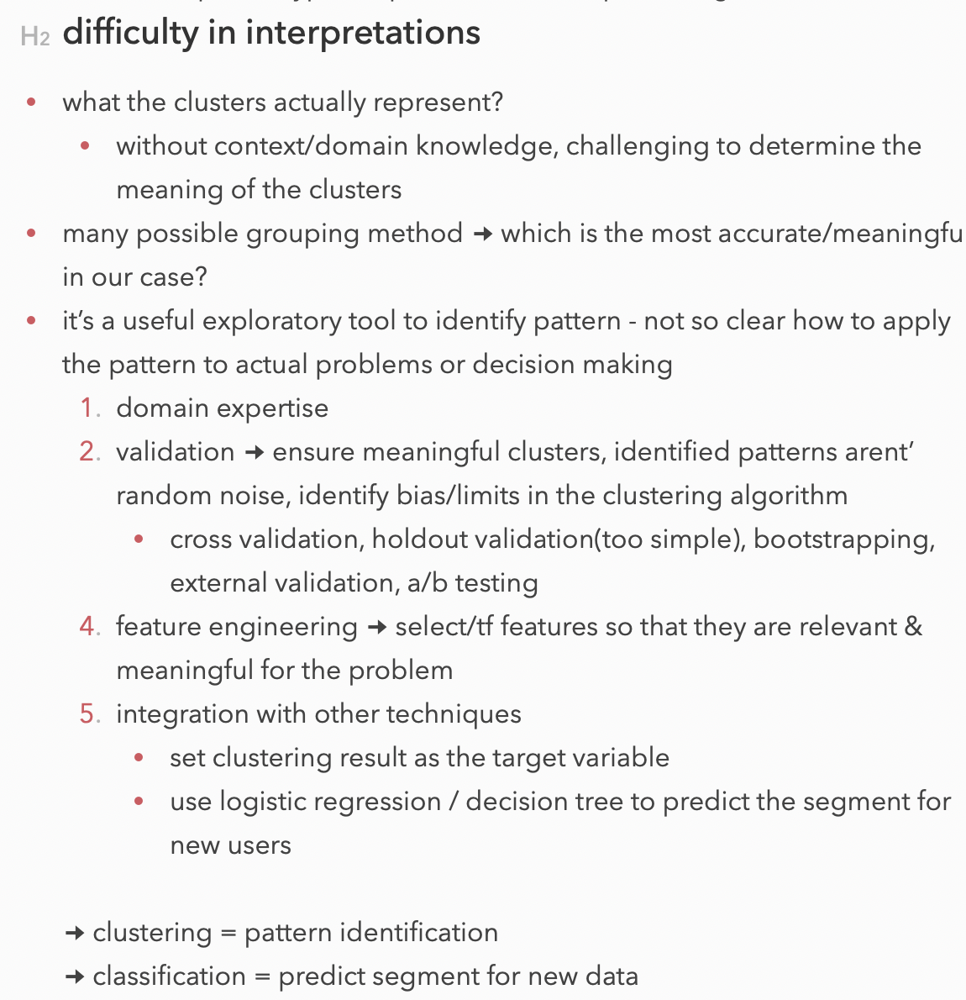 H2 difficulty in interpretations
• what the clusters actually represent?
• without context/domain knowledge, challenging to determine the
meaning of the clusters
• many possible grouping method → which is the most accurate/meaningfu
in our case?
• it’s a useful exploratory tool to identify pattern - not so clear how to apply
the pattern to actual problems or decision making
1. domain expertise
2. validation → ensure meaningful clusters, identified patterns arent’
random noise, identify bias/limits in the clustering algorithm
• cross validation, holdout validation(too simple), bootstrapping,
external validation, a/b testing
4. feature engineering → select/tf features so that they are relevant &
meaningful for the problem
5. integration with other techniques
• set clustering result as the target variable
• use logistic regression / decision tree to predict the segment for
new users
→ clustering = pattern identification
→ classification = predict segment for new data